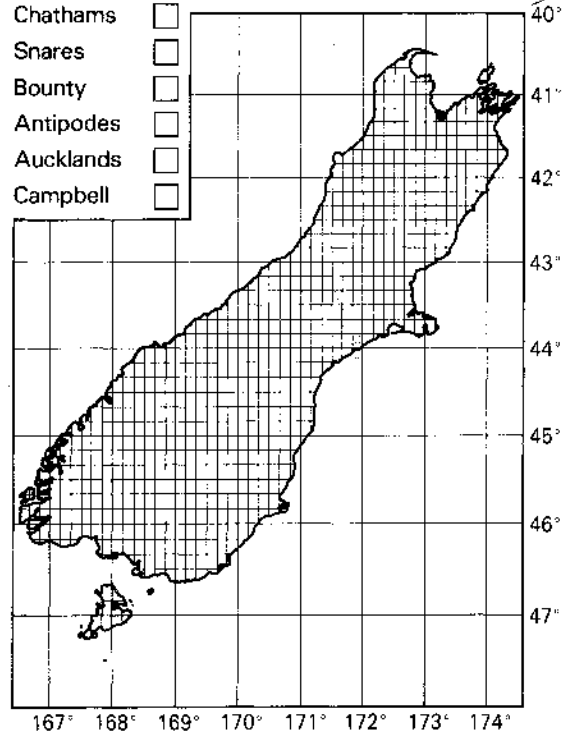 Chathams
Snares
Bounty
Antipodes
Aucklands
Campbell
40°
41°
42°
43°
44°
45°
46°
47°
167° 168° 169° 170° 171° 172° 173° 174°